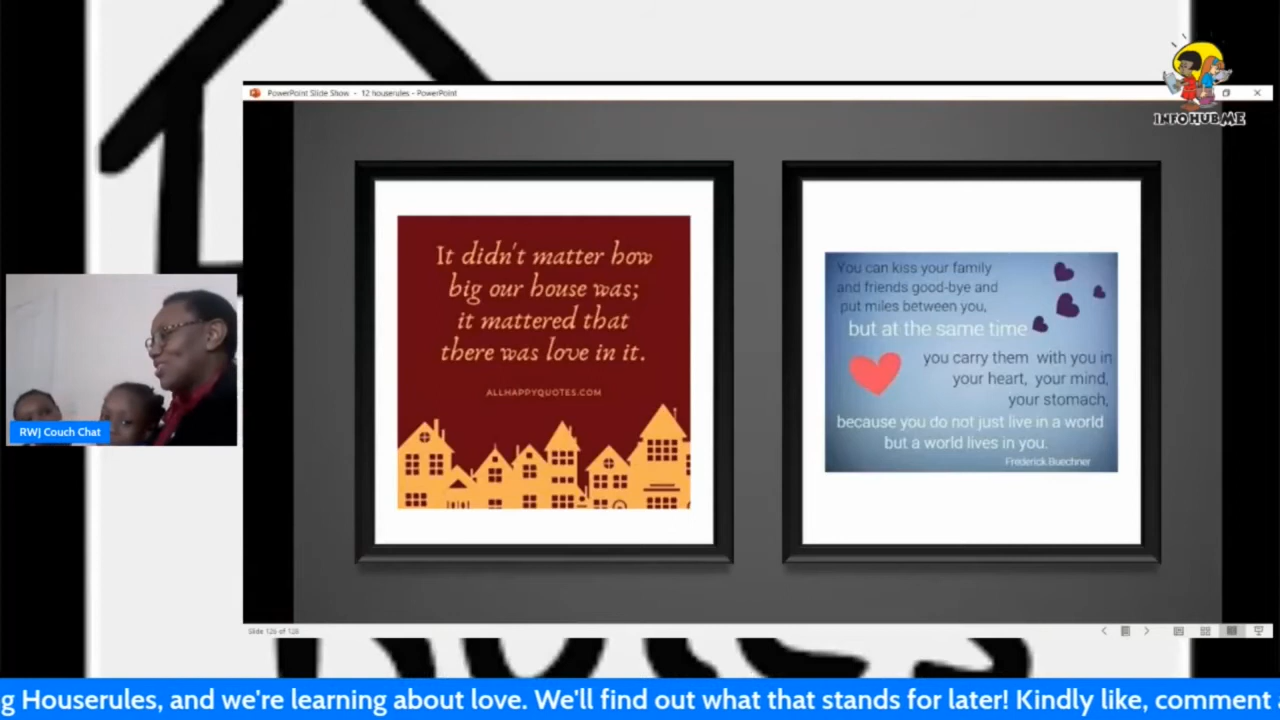 PowerPoint Slide Show - 12 houserules - PowerPoint
INFO HUB ME
It didn't matter how
big our house was;
it mattered that
there was love in it.
ALLHAPPYQUOTES.COM
You can kiss your family
and friends good-bye and
put miles between you,
but at the same time
you carry them with you in
your heart, your mind,
your stomach,
because you do not just live in a world
but a world lives in you.
Frederick Buechner
RWJ Couch Chat
Slide 126 of 128
g Houserules, and we're learning about love. We'll find out what that stands for later! Kindly like, comment